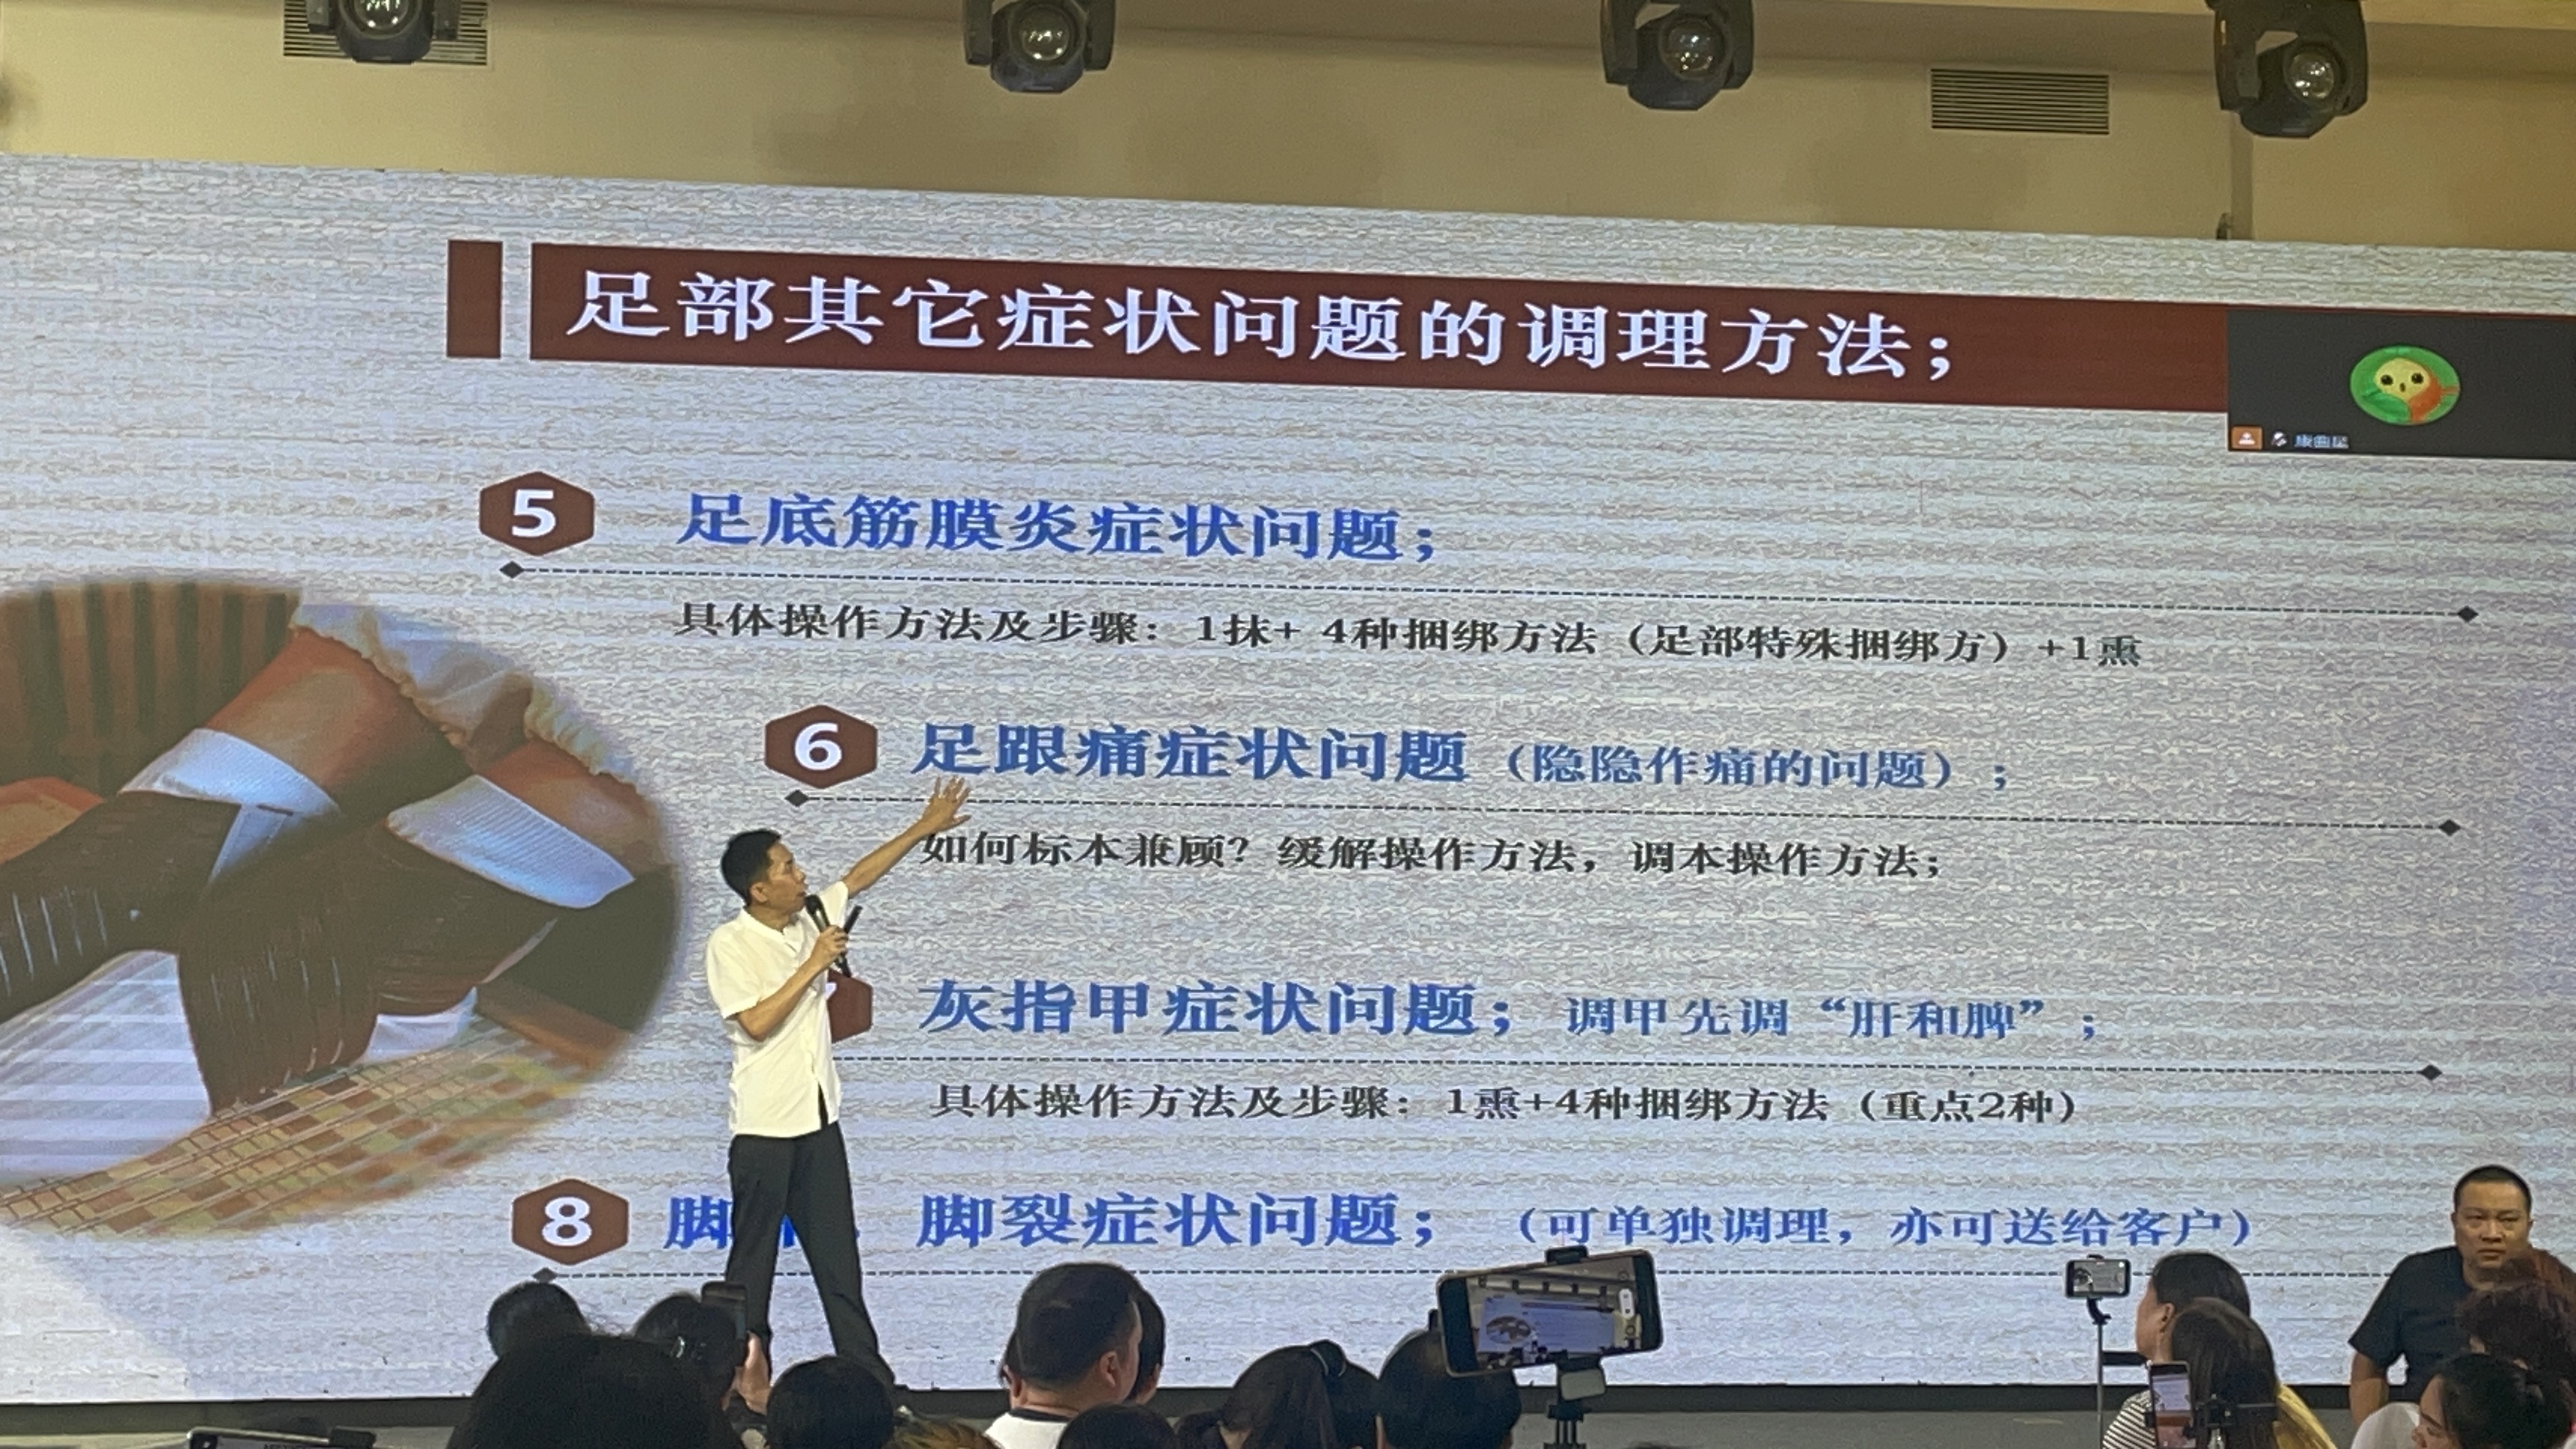 足部其它症状问题的调理方法；
5
足底筋膜炎症状问题；
具体操作方法及步骤：1抹+ 4种捆绑方法（足部特殊捆绑方）+1熏
6
足跟痛症状问题（隐隐作痛的问题）；
如何标本兼顾？缓解操作方法，调本操作方法；
灰指甲症状问题；调甲先调“肝和脾”；
具体操作方法及步骤：1熏+4种捆绑方法（重点2种）
8
脚 脚裂症状问题；（可单独调理，亦可送给客户）